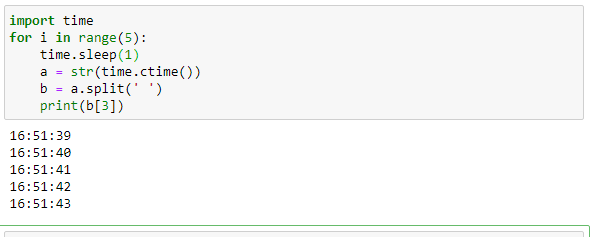 import time
for i in range(5):
    time.sleep(1)
    a = str(time.ctime())
    b = a.split(' ')
    print(b[3])
16:51:39
16:51:40
16:51:41
16:51:42
16:51:43